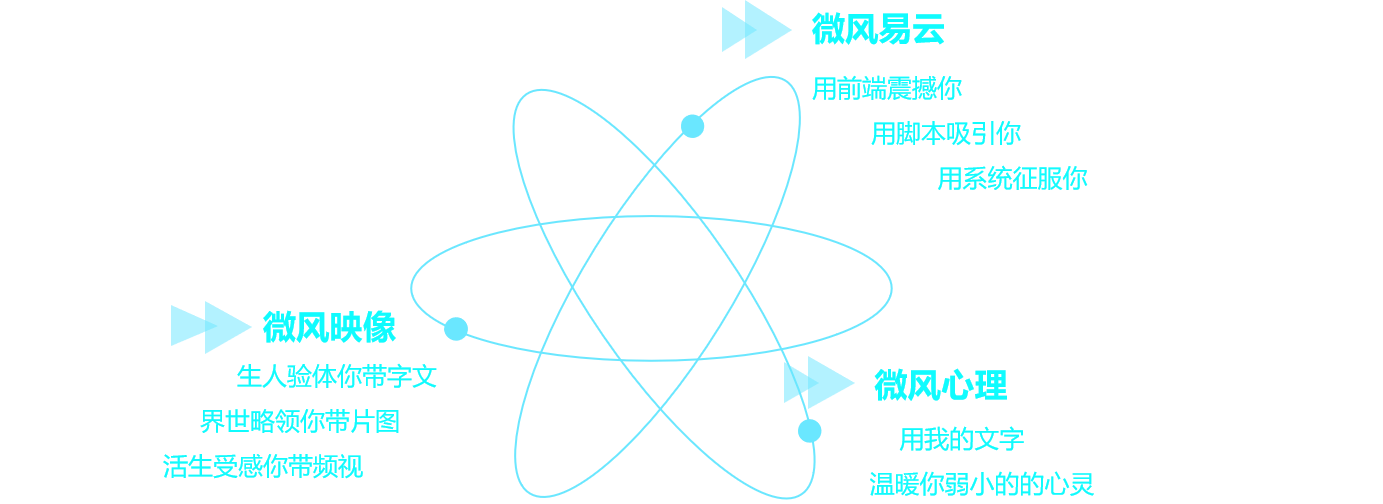 微风易云
用前端震撼你
用脚本吸引你
用系统征服你
微风映像
生人验体你带字文
界世略领你带片图
活生受感你带频视
微风心理
用我的文字
温暖你弱小的的心灵